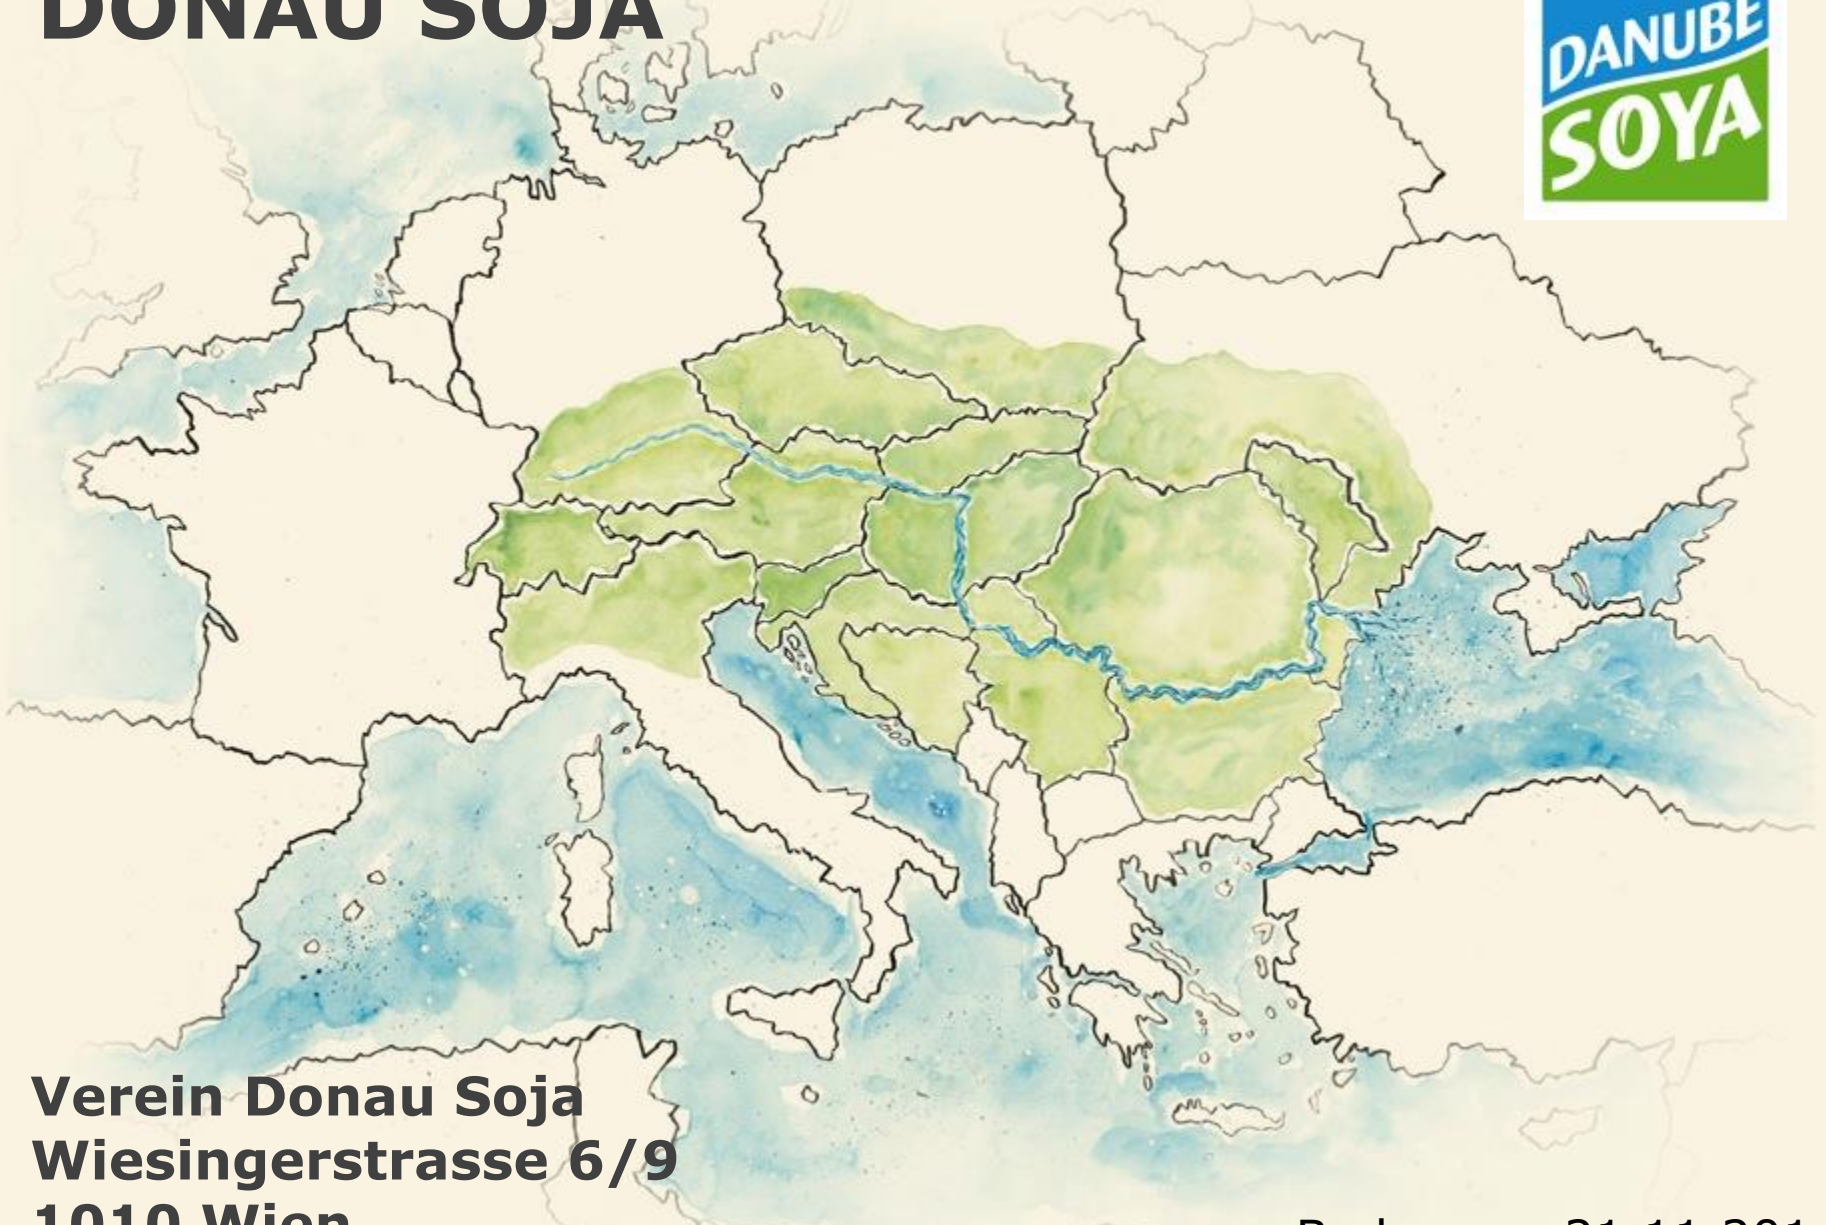 DONAU SOJA
DANUBE
SOYA
Verein Donau Soja
Wiesingerstrasse 6/9
1010 Wien